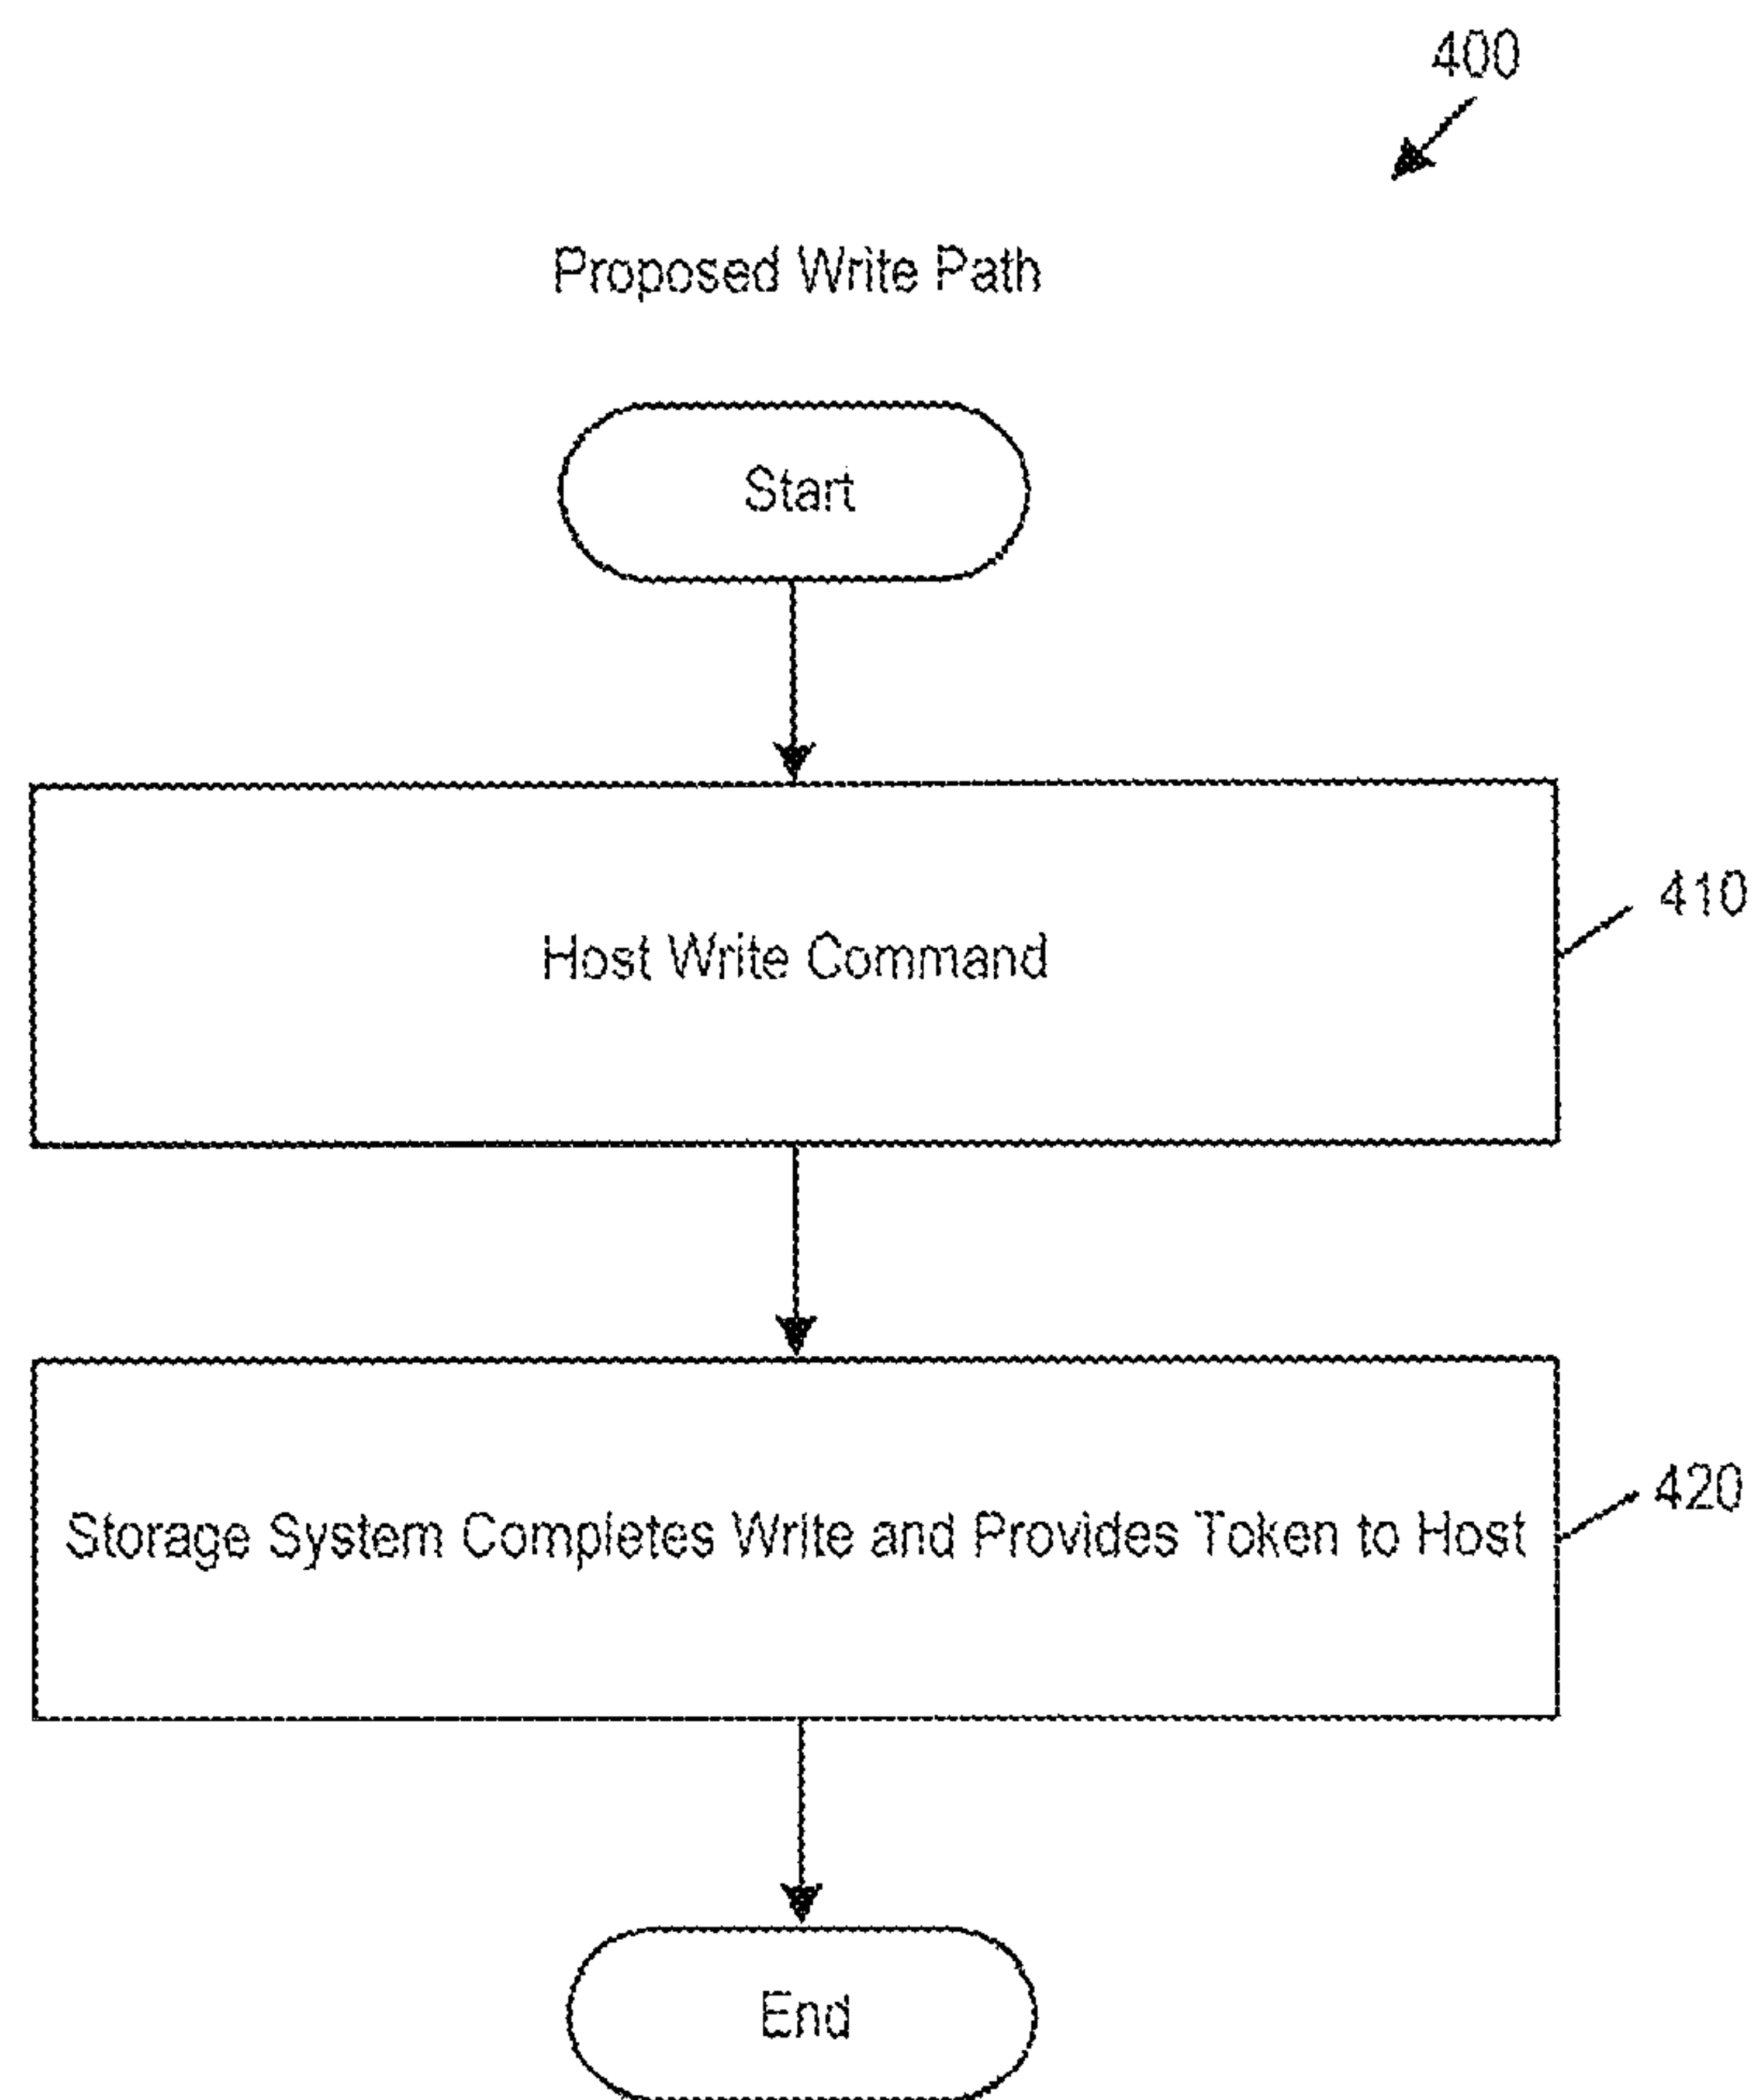 400
Proposed Write Path
Start
Host Write Command
410
Storage System Completes Write and Provides Token to Host
420
End